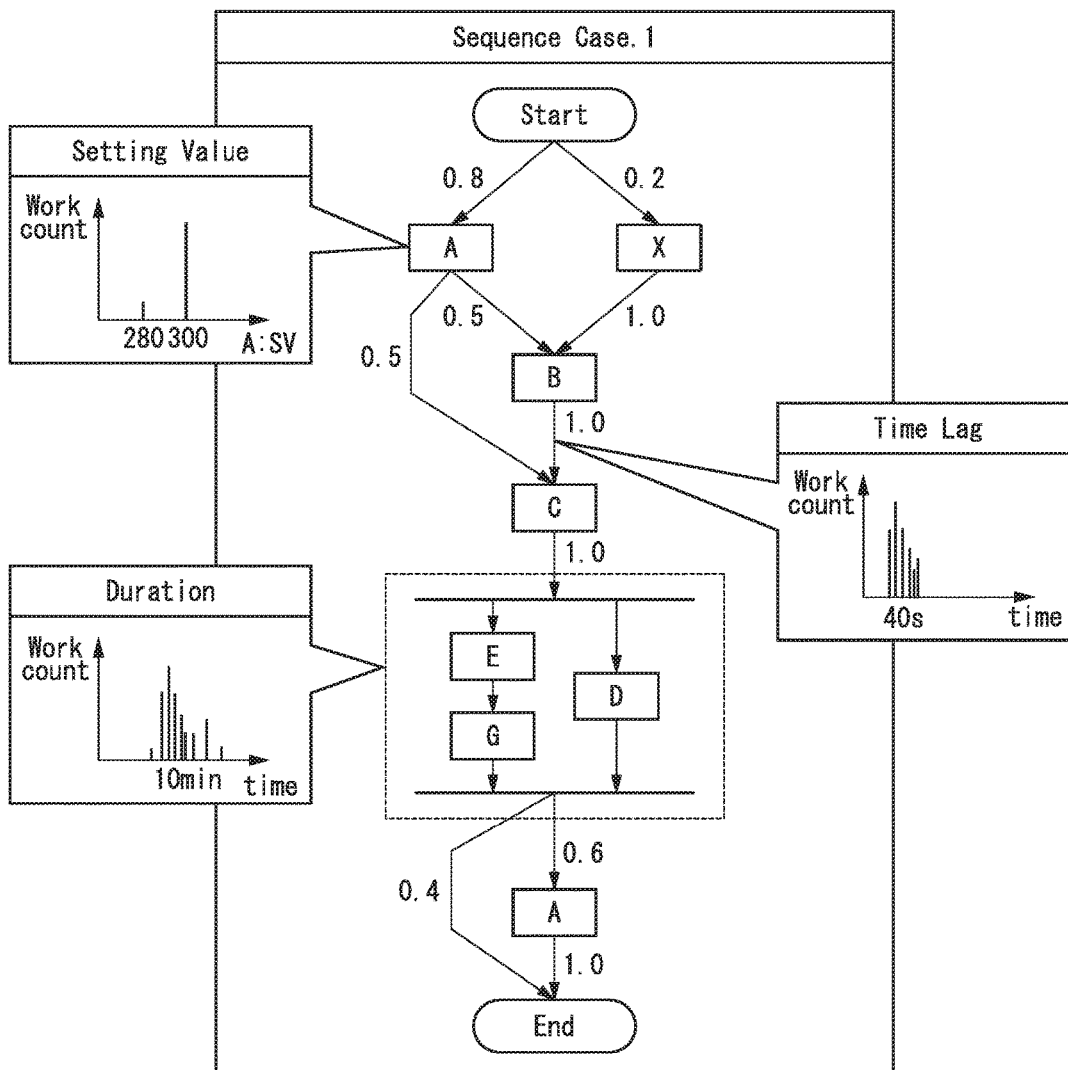 Sequence Case.1
Start
Setting Value
Work
count
280 300
A:SV
0.8
0.2
A
X
0.5
1.0
0.5
B
1.0
Time Lag
Work
count
40s
time
C
1.0
Duration
Work
count
10min
time
E
D
G
0.4
0.6
A
1.0
End